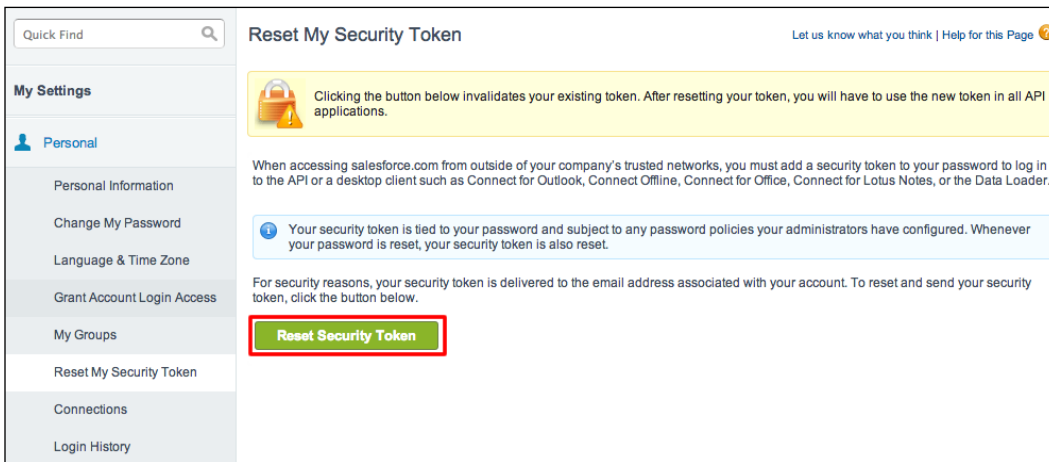 Quick Find
My Settings
Personal
Personal Information
Change My Password
Language & Time Zone
Grant Account Login Access
My Groups
Reset My Security Token
Connections
Login History
Reset My Security Token
Let us know what you think | Help for this Page
Clicking the button below invalidates your existing token. After resetting your token, you will have to use the new token in all API
applications.
When accessing salesforce.com from outside of your company's trusted networks, you must add a security token to your password to log in
to the API or a desktop client such as Connect for Outlook, Connect Offline, Connect for Office, Connect for Lotus Notes, or the Data Loader.
Your security token is tied to your password and subject to any password policies your administrators have configured. Whenever
your password is reset, your security token is also reset.
For security reasons, your security token is delivered to the email address associated with your account. To reset and send your security
token, click the button below.
Reset Security Token